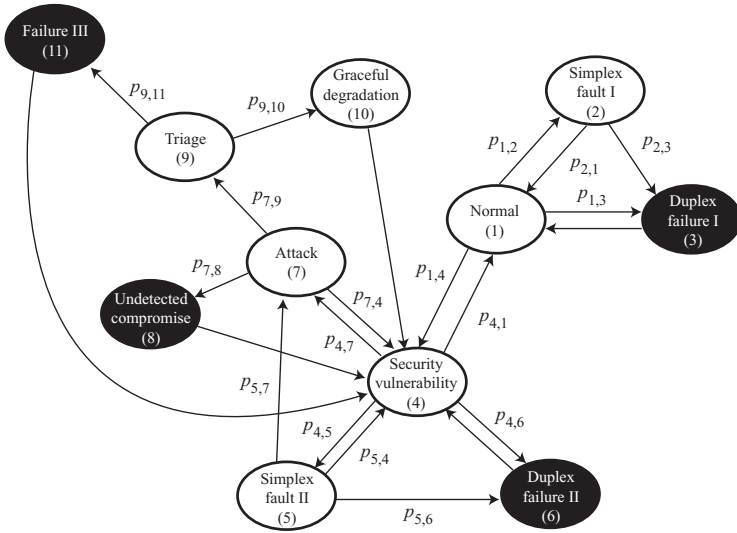 Failure III
(11)
Graceful
degradation
(10)
Simplex
fault I
(2)
p9,11
p9,10
Triage
(9)
p1,2
p2,1
p2,3
p7,9
Normal
(1)
p1,3
Duplex
failure I
(3)
Attack
(7)
p7,8
p1,4
p7,4
p4,1
Undetected
compromise
(8)
p4,7
Security
vulnerability
(4)
p5,7
p4,5
p4,6
p5,4
Simplex
fault II
(5)
p5,6
Duplex
failure II
(6)